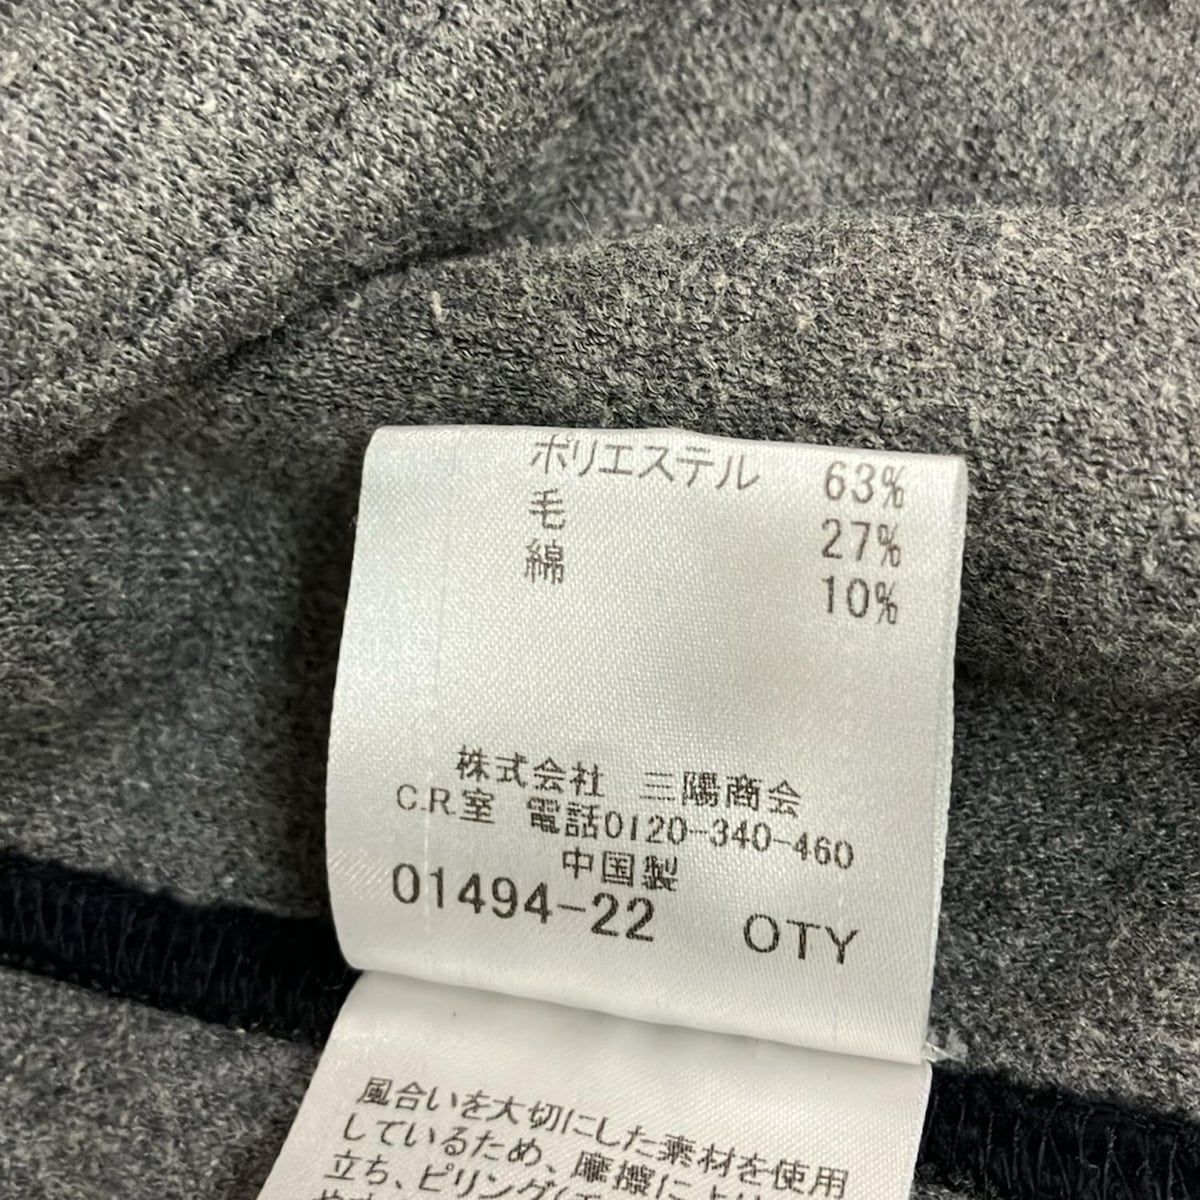 ポリエステル 63%
毛 27%
綿 10%
株式会社 三陽商会
C.R.室 電話0120-340-460
中国製
01494-22 OTY
風合いを大切にした素材を使用
しているため、摩擦により
立ち、ピリング(毛
やす